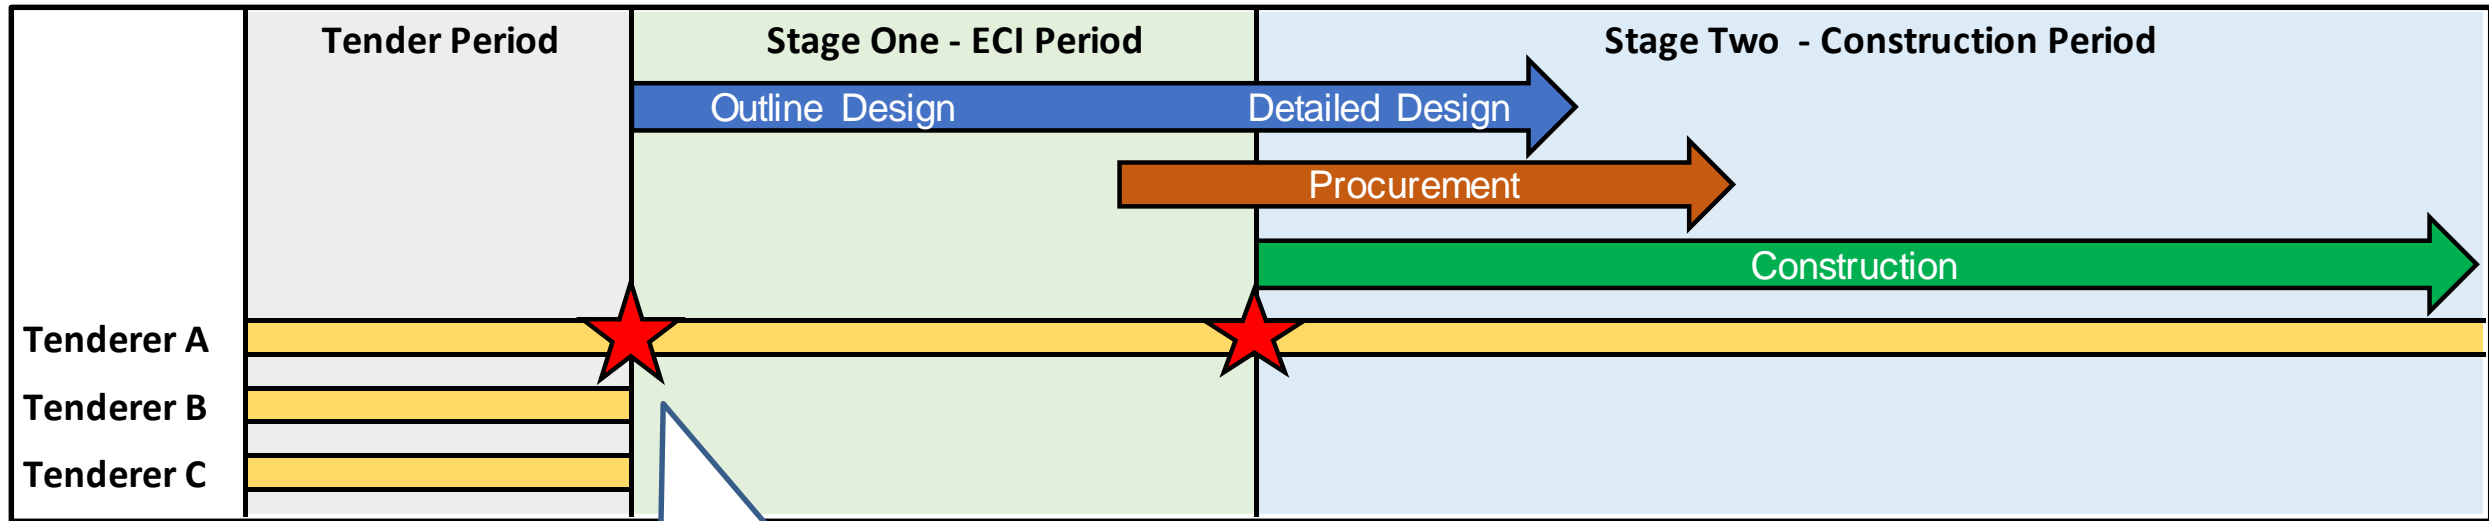 Tender Period
Stage One - ECI Period
Stage Two - Construction Period
Outline Design
Detailed Design
Procurement
Construction
Tenderer A
Tenderer B
Tenderer C